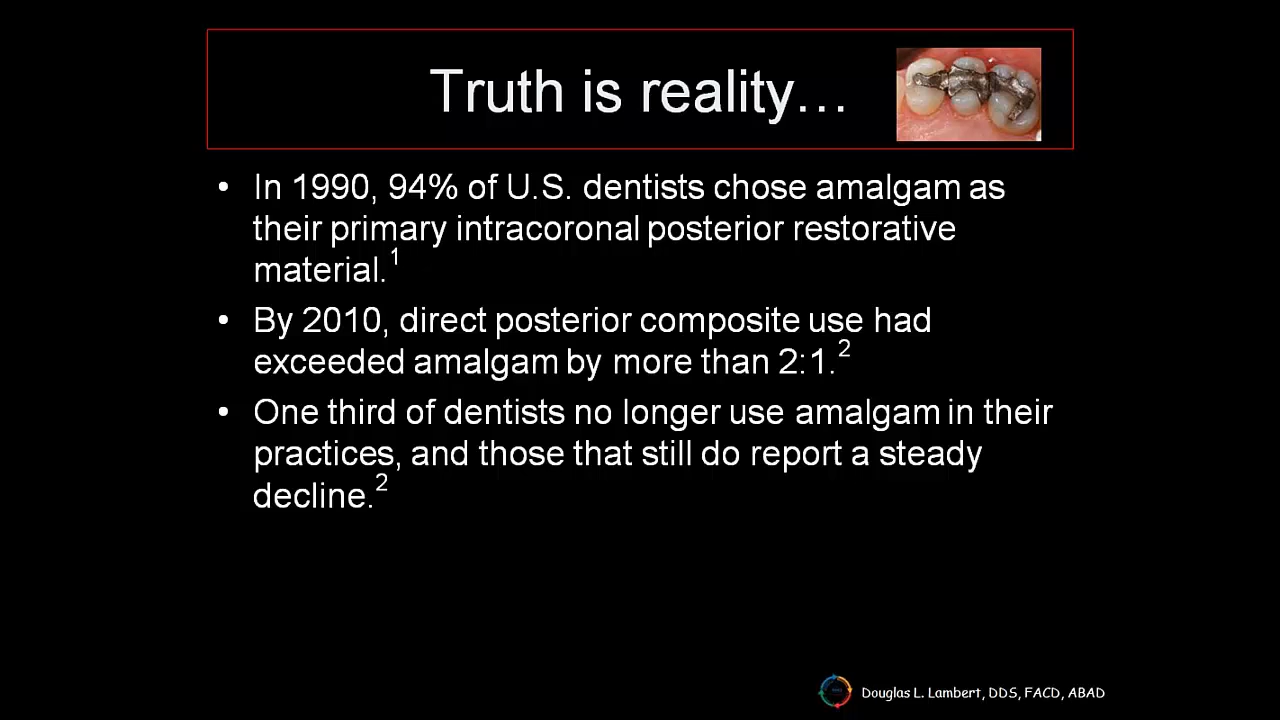 Truth is reality…
• In 1990, 94% of U.S. dentists chose amalgam as
their primary intracoronal posterior restorative
material.1
• By 2010, direct posterior composite use had
exceeded amalgam by more than 2:1.2
• One third of dentists no longer use amalgam in their
practices, and those that still do report a steady
decline.2
Douglas L. Lambert, DDS, FACD, ABAD